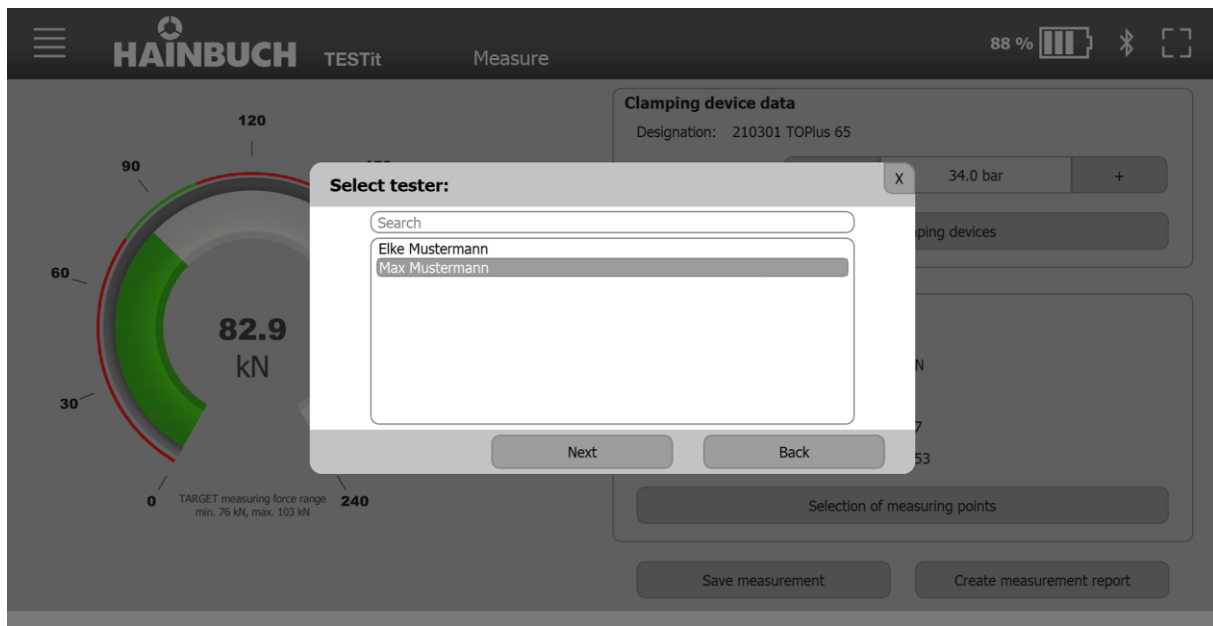 HAINBUCH TESTit Measure 88 %
Clamping device data
Designation: 210301 TOPlus 65
34.0 bar +
ping devices
120
90
60
30
0
240
82.9
kN
TARGET measuring force range
min. 76 kN, max. 103 kN
Select tester: X
Search
Elke Mustermann
Max Mustermann
Next Back
N
7
53
Selection of measuring points
Save measurement Create measurement report